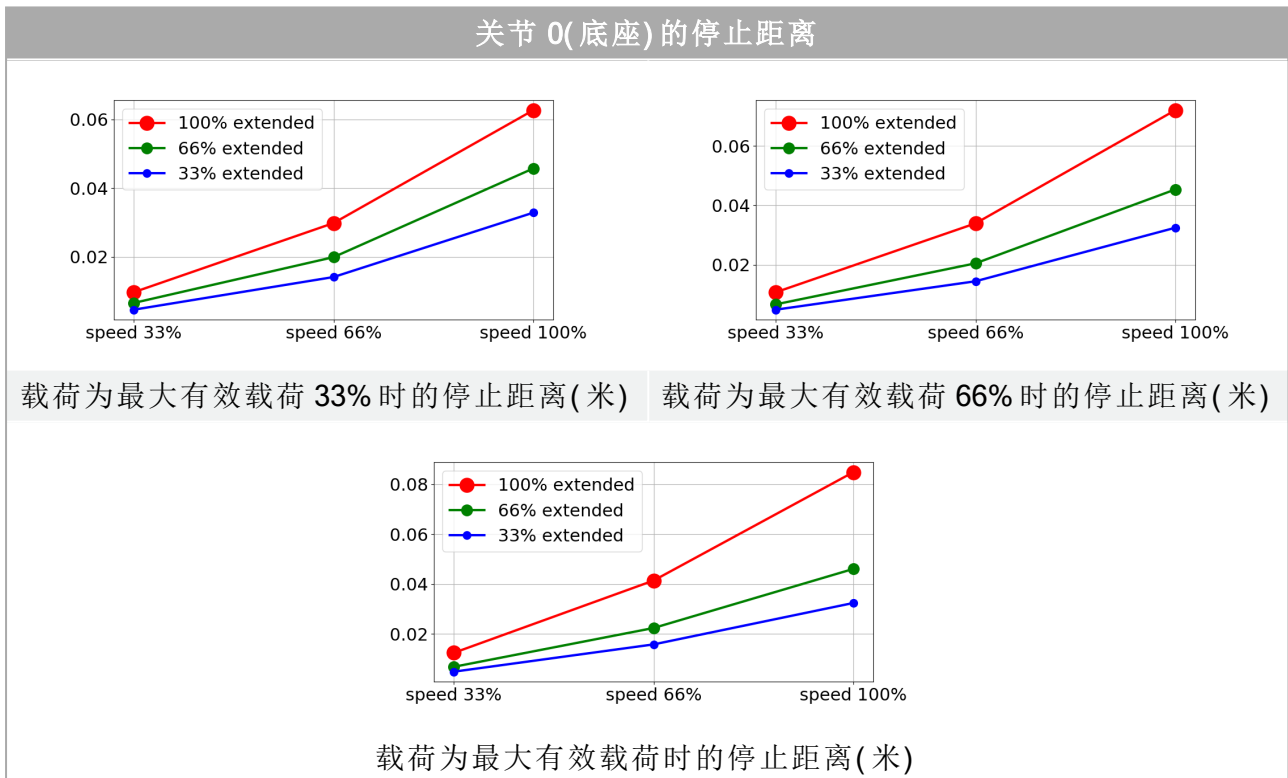 关节 0(底座)的停止距离
0.06
0.04
0.02
100% extended
66% extended
33% extended
speed 33% speed 66% speed 100%
0.06
0.04
0.02
100% extended
66% extended
33% extended
speed 33% speed 66% speed 100%
载荷为最大有效载荷 33% 时的停止距离(米)
载荷为最大有效载荷 66% 时的停止距离(米)
0.08
0.06
0.04
0.02
100% extended
66% extended
33% extended
speed 33% speed 66% speed 100%
载荷为最大有效载荷时的停止距离(米)